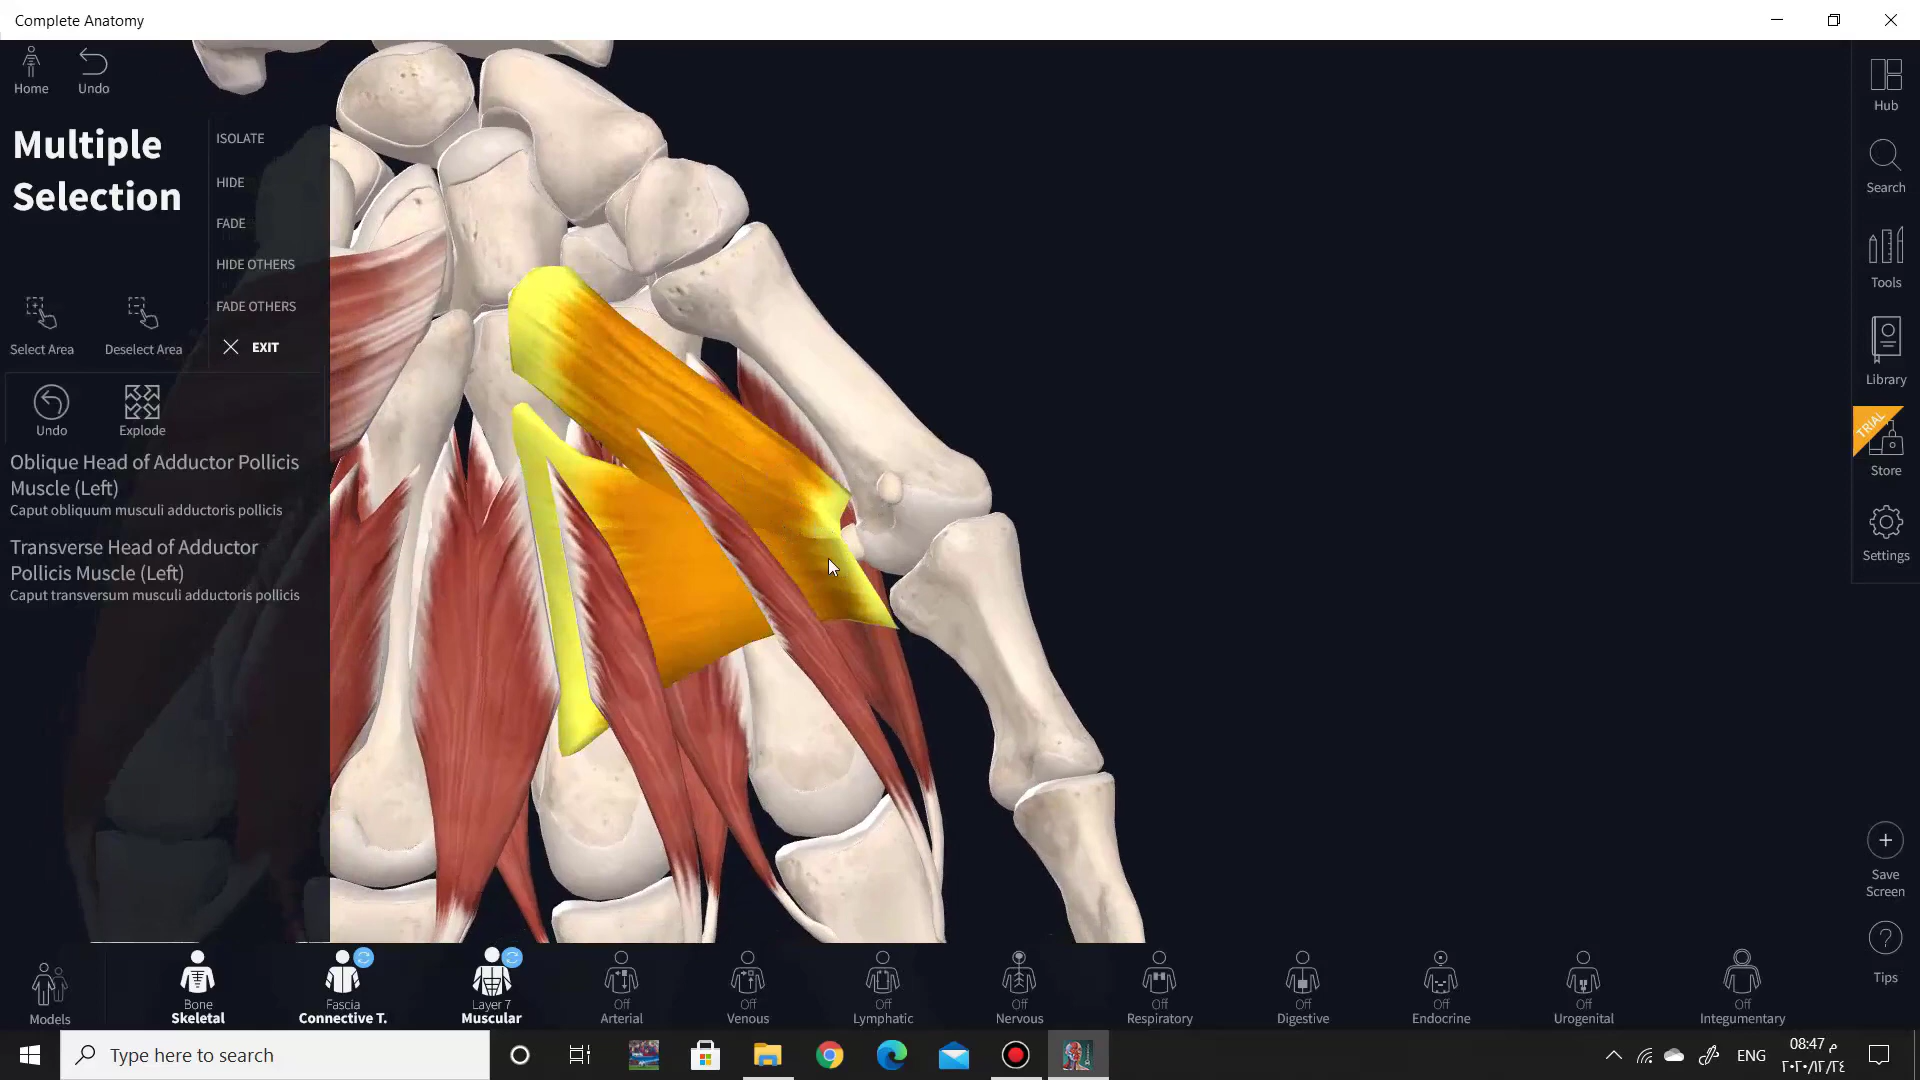 Complete Anatomy
Home
Undo
Multiple
Selection
ISOLATE
HIDE
FADE
HIDE OTHERS
FADE OTHERS
EXIT
Select Area
Deselect Area
Undo
Explode
Oblique Head of Adductor Pollicis
Muscle (Left)
Caput obliquum musculi adductoris pollicis
Transverse Head of Adductor
Pollicis Muscle (Left)
Caput transversum musculi adductoris pollicis
Hub
Search
Tools
Library
TRIAL
Store
Settings
Save
Screen
Tips
Models
Bone
Skeletal
Fascia
Connective T.
Layer 7
Muscular
Off
Arterial
Off
Venous
Off
Lymphatic
Off
Nervous
Off
Respiratory
Off
Digestive
Off
Endocrine
Off
Urogenital
Off
Integumentary
Type here to search
ENG
08:47 م
٢٠٢٠/١٢/٢٤